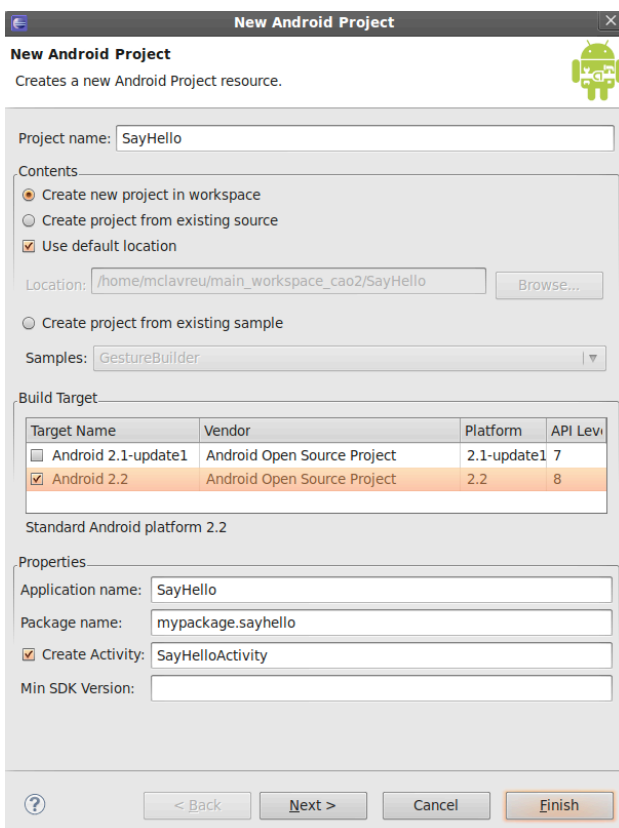 New Android Project
New Android Project
Creates a new Android Project resource.
Project name: SayHello
Contents
Create new project in workspace
Create project from existing source
Use default location
Location: /home/mclavreu/main_workspace_cao2/SayHello Browse...
Create project from existing sample
Samples: GestureBuilder
Build Target
Target Name Vendor Platform API Leve
Android 2.1-update1 Android Open Source Project 2.1-update1 7
Android 2.2 Android Open Source Project 2.2 8
Standard Android platform 2.2
Properties
Application name: SayHello
Package name: mypackage.sayhello
Create Activity: SayHelloActivity
Min SDK Version:
? < Back Next > Cancel Finish